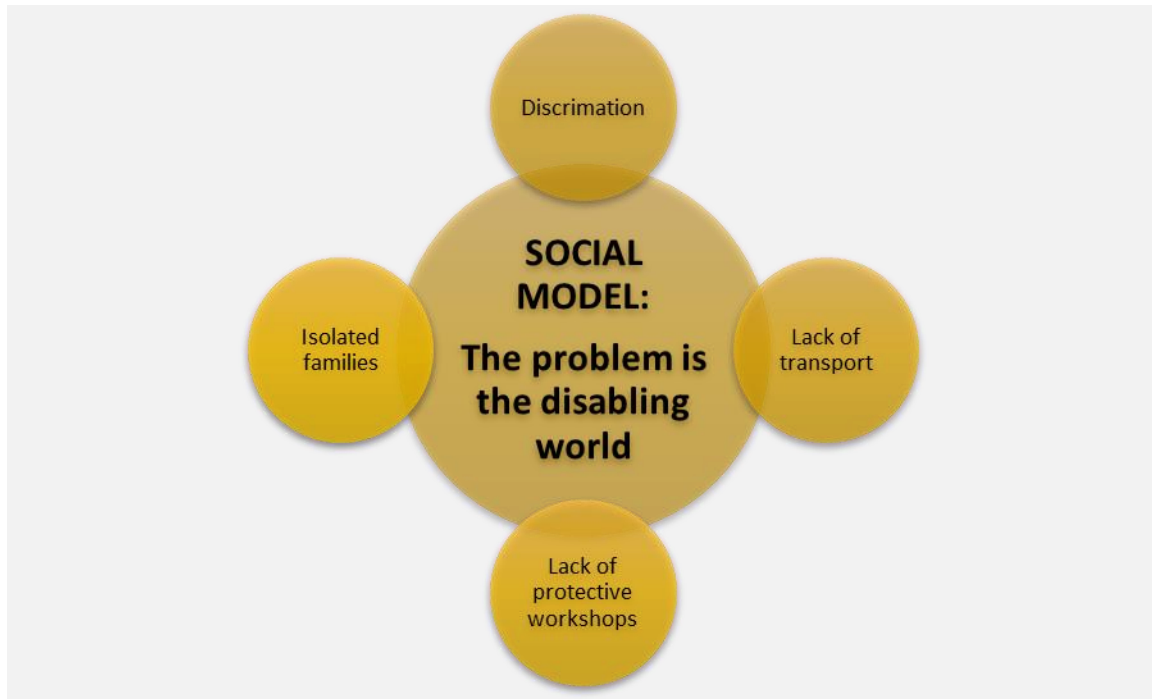 Discrimation
SOCIAL
MODEL:
The problem is
the disabling
world
Isolated
families
Lack of
transport
Lack of
protective
workshops